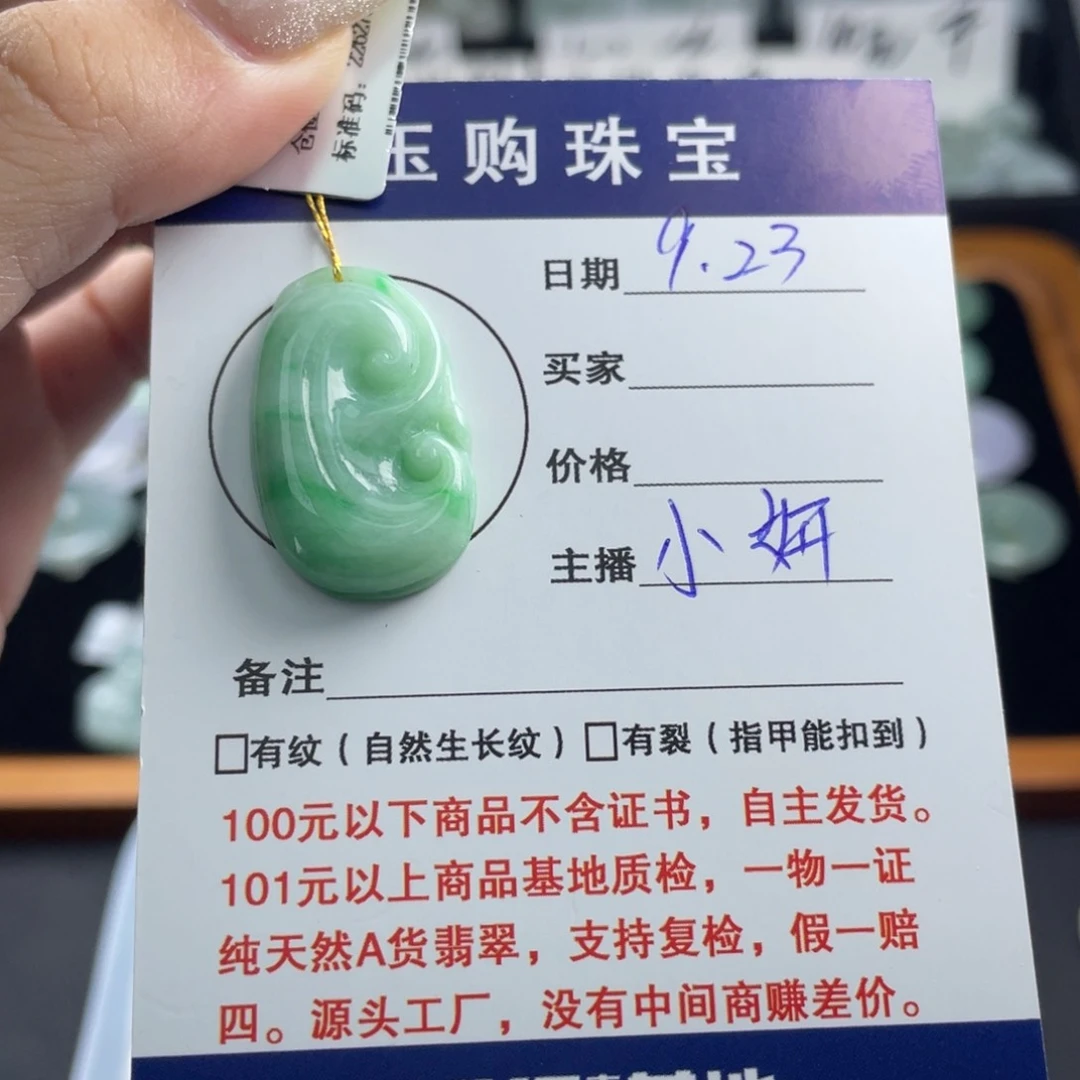 标准码：
玉购珠宝
日期 9.23
买家
价格
主播 小妍
备注
□有纹（自然生长纹）□有裂（指甲能扣到）
100元以下商品不含证书，自主发货。
101元以上商品基地质检，一物一证
纯天然A货翡翠，支持复检，假一赔
四。源头工厂，没有中间商赚差价。